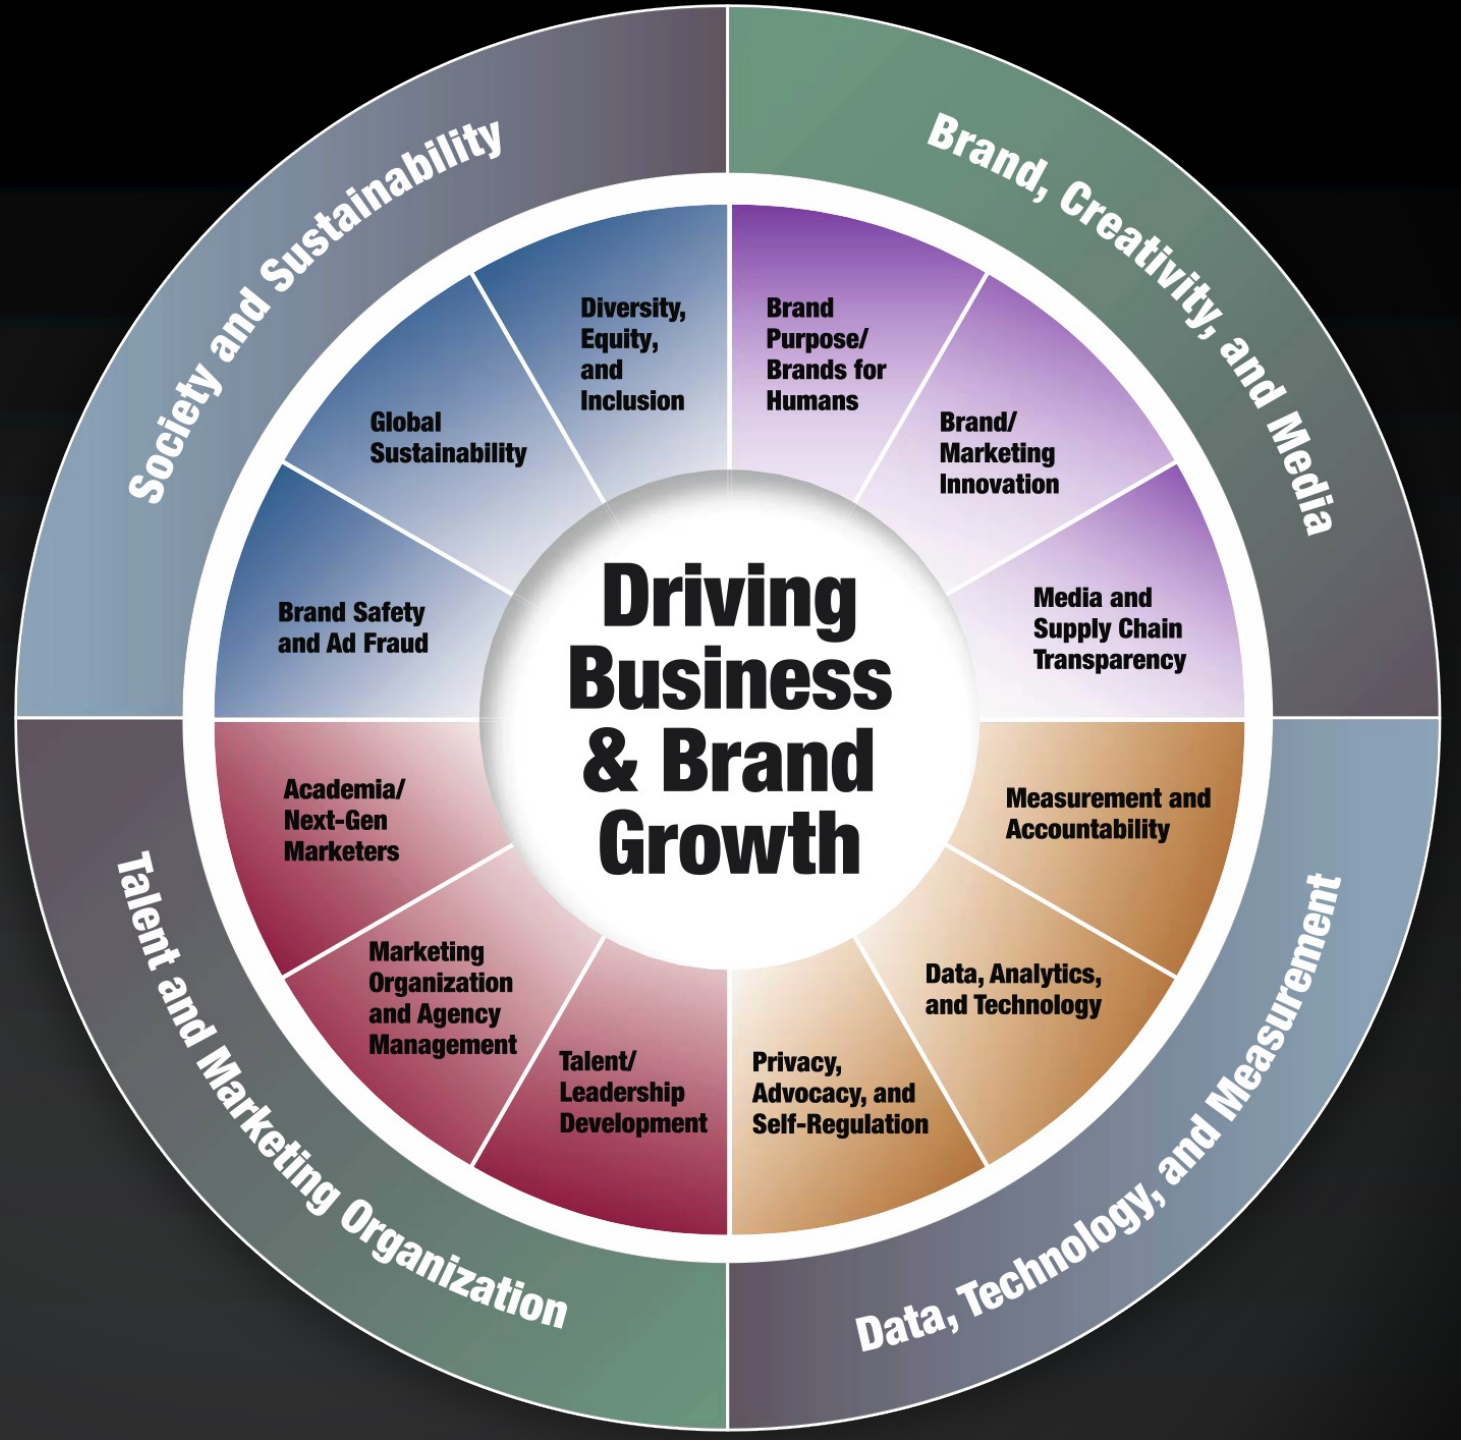 Society and Sustainability
Brand, Creativity, and Media
Diversity,
Equity,
and
Inclusion
Brand
Purpose/
Brands for
Humans
Global
Sustainability
Brand/
Marketing
Innovation
Brand Safety
and Ad Fraud
Media and
Supply Chain
Transparency
Driving
Business
& Brand
Growth
Academia/
Next-Gen
Marketers
Measurement and
Accountability
Marketing
Organization
and Agency
Management
Data, Analytics,
and Technology
Talent/
Leadership
Development
Privacy,
Advocacy, and
Self-Regulation
Talent and Marketing Organization
Data, Technology, and Measurement